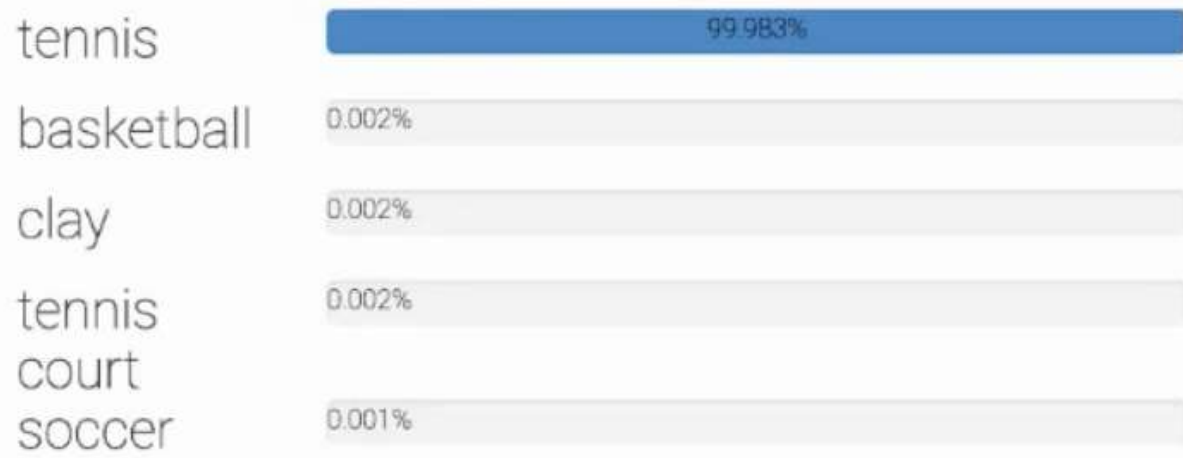 tennis 99.983%
basketball 0.002%
clay 0.002%
tennis 0.002%
court
soccer 0.001%